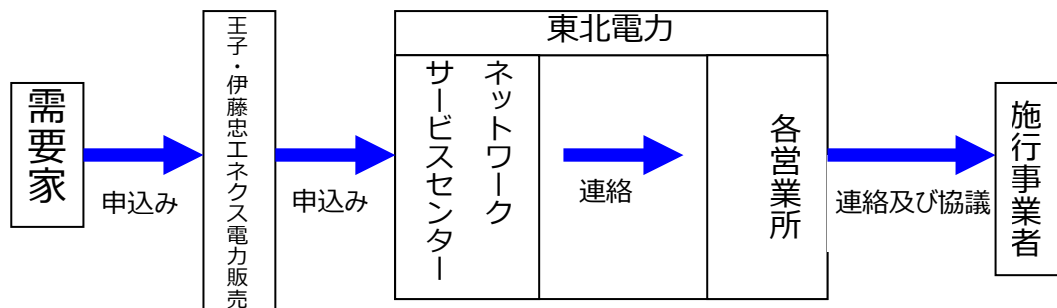 需要家
申込み
王子・伊藤忠エネクス電力販売
申込み
東北電力
ネットワーク
サービスセンター
連絡
各営業所
連絡及び協議
施行事業者